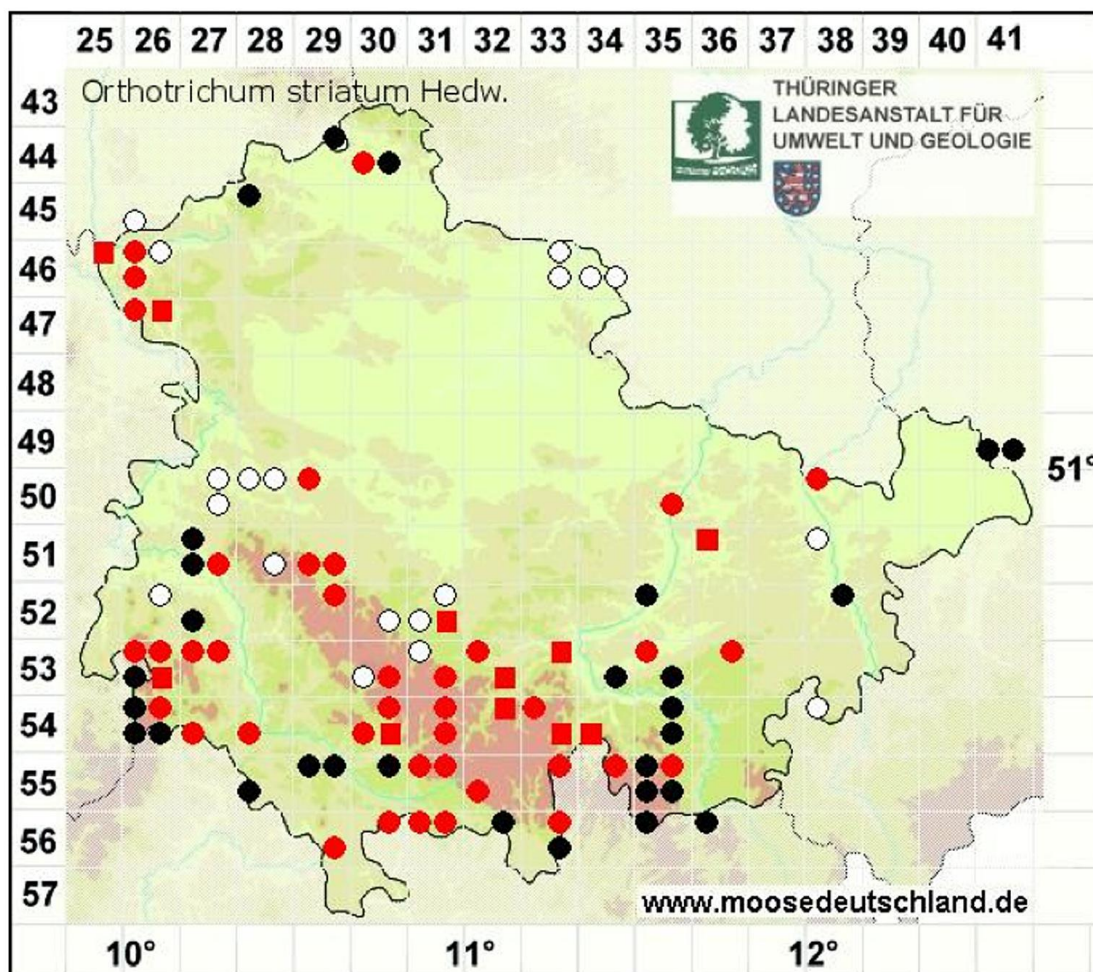 25 26 27 28 29 30 31 32 33 34 35 36 37 38 39 40 41
Orthotrichum striatum Hedw.
THÜRINGER
LANDESANSTALT FÜR
UMWELT UND GEOLOGIE
43
44
45
46
47
48
49
50
51
52
53
54
55
56
57
51°
www.moosedeutschland.de
10° 11° 12°